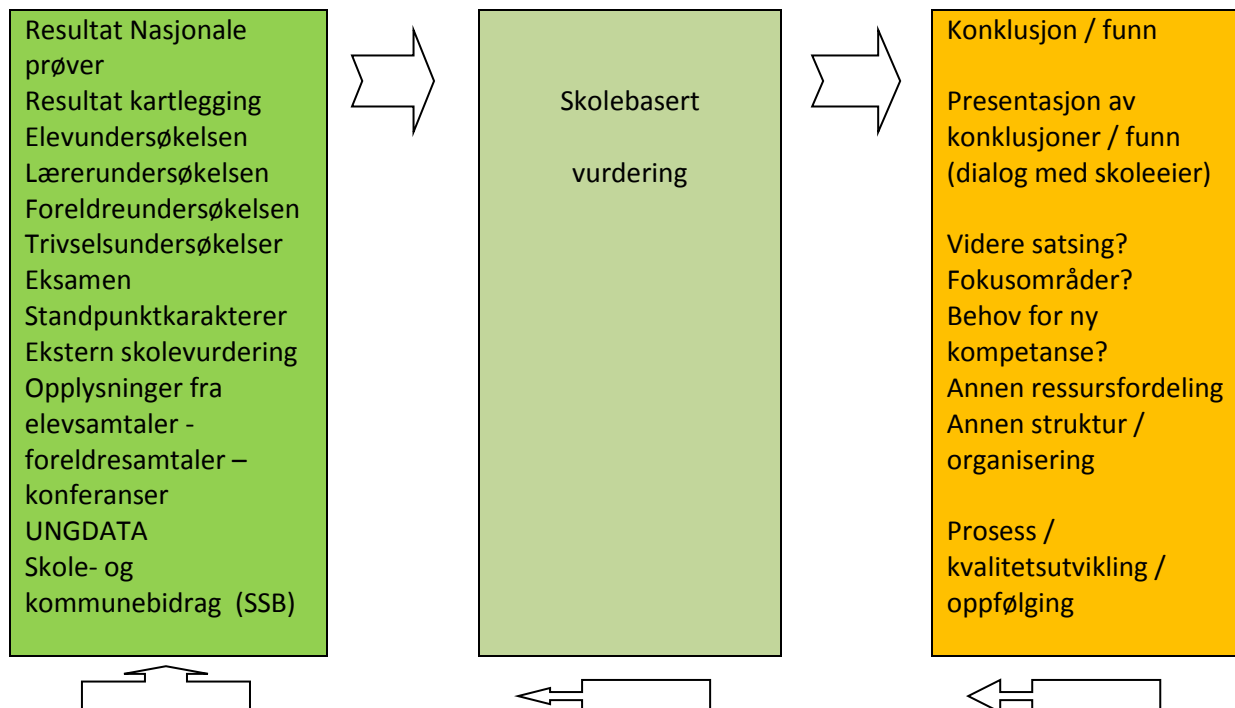 Resultat Nasjonale
prøver
Resultat kartlegging
Elevundersøkelsen
Lærerundersøkelsen
Foreldreundersøkelsen
Trivselsundersøkelser
Eksamen
Standpunktkarakterer
Ekstern skolevurdering
Opplysninger fra
elevsamtaler -
foreldresamtaler –
konferanser
UNGDATA
Skole- og
kommunebidrag (SSB)
Skolebasert
vurdering
Konklusjon / funn
Presentasjon av
konklusjoner / funn
(dialog med skoleeier)
Videre satsing?
Fokusområder?
Behov for ny
kompetanse?
Annen ressursfordeling
Annen struktur /
organisering
Prosess /
kvalitetsutvikling /
oppfølging